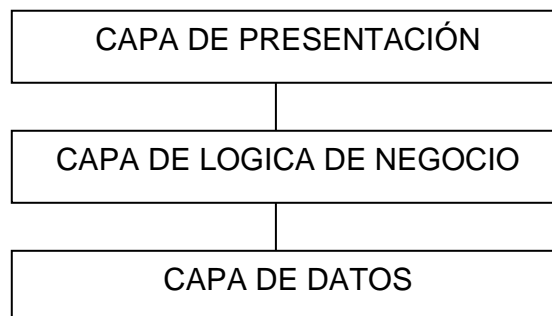 CAPA DE PRESENTACIÓN
CAPA DE LOGICA DE NEGOCIO
CAPA DE DATOS